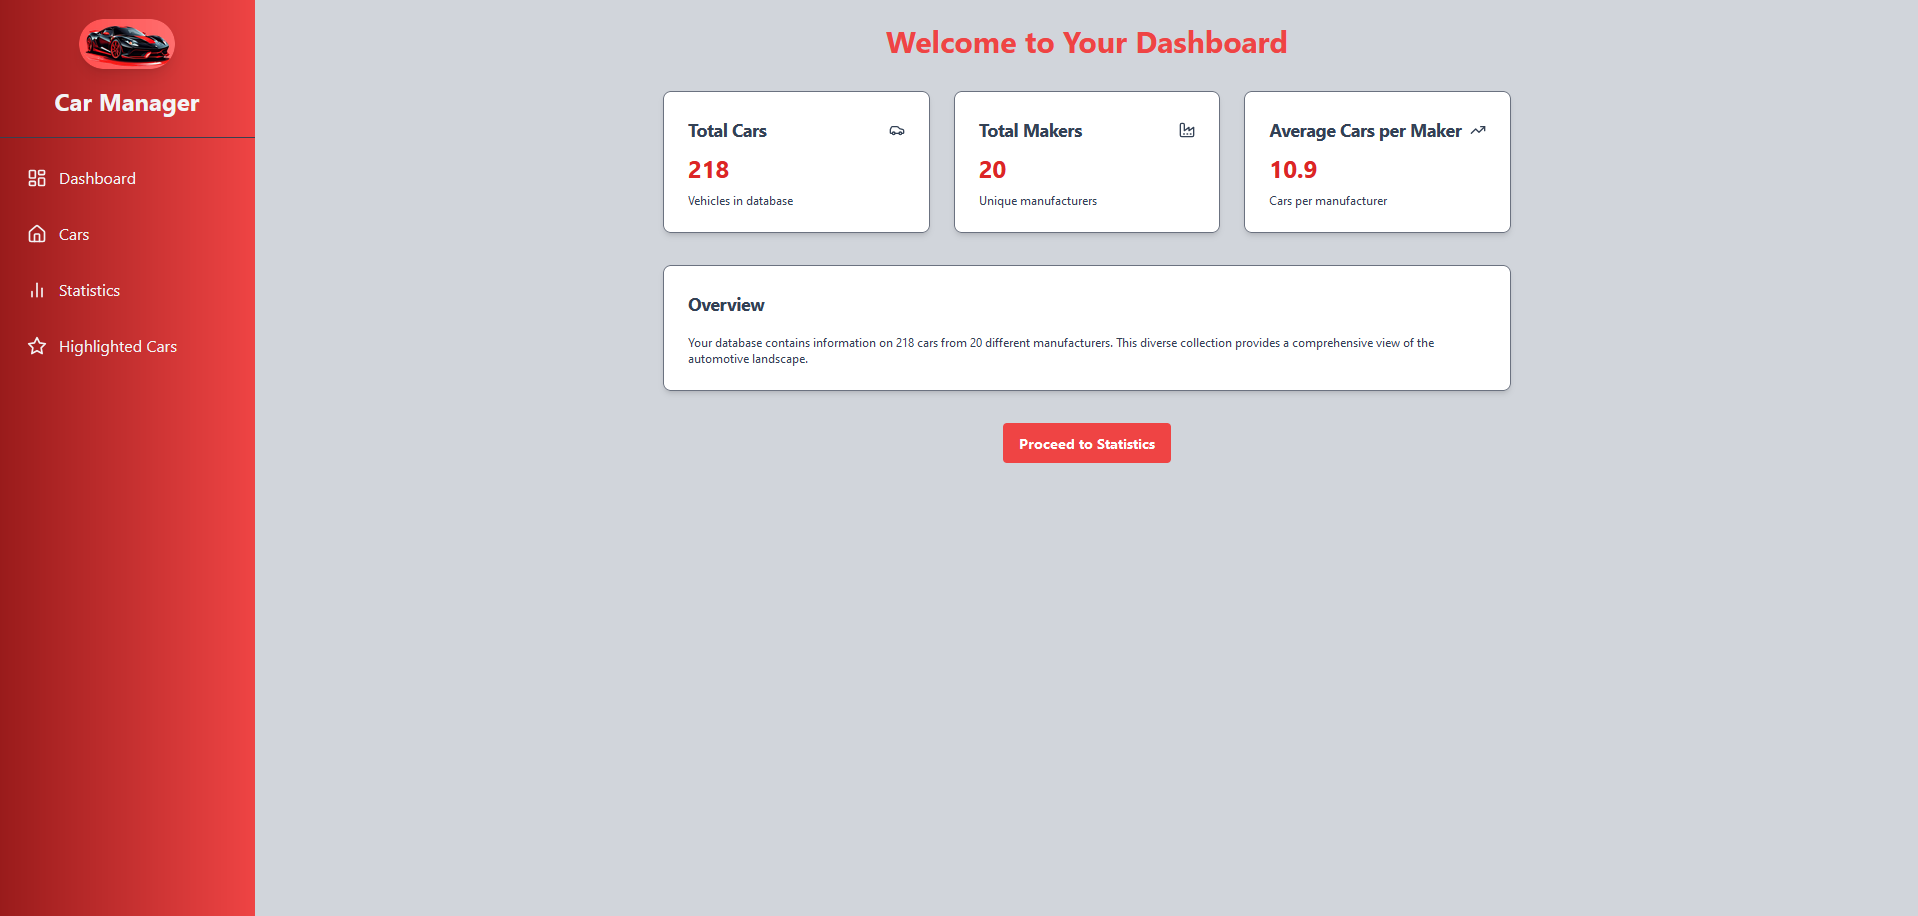 Car Manager
Dashboard
Cars
Statistics
Highlighted Cars
Welcome to Your Dashboard
Total Cars
218
Vehicles in database
Total Makers
20
Unique manufacturers
Average Cars per Maker
10.9
Cars per manufacturer
Overview
Your database contains information on 218 cars from 20 different manufacturers. This diverse collection provides a comprehensive view of the
automotive landscape.
Proceed to Statistics